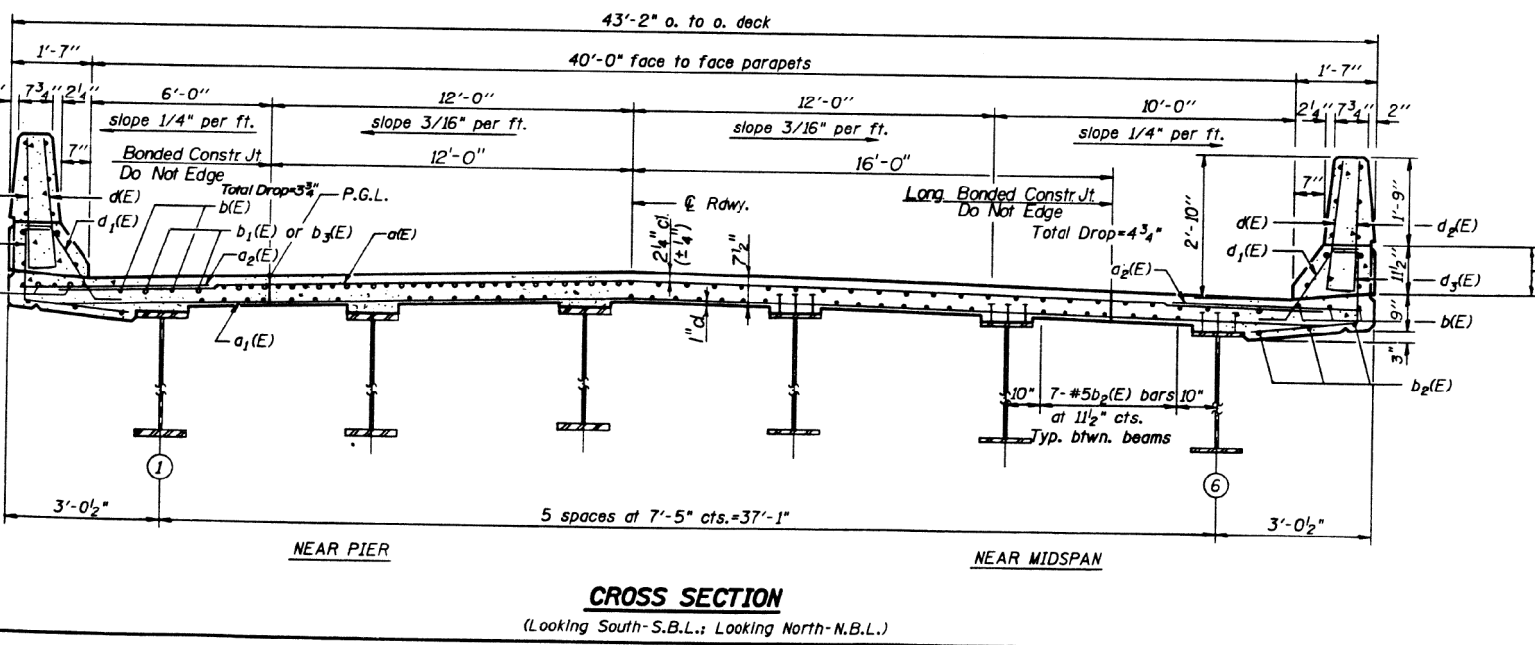 43'-2" o. to o. deck
1'-7" 40'-0" face to face parapets 1'-7"
7¾" 2¼" 6'-0" 12'-0" 12'-0" 10'-0" 2¼" 7¾" 2"
slope 1/4" per ft. slope 3/16" per ft. slope 3/16" per ft. slope 1/4" per ft.
7" Bonded Constr. Jt. 12'-0" 16'-0" 7"
Do Not Edge
Total Drop=3¾" P.G.L.
Long. Bonded Constr. Jt.
Do Not Edge
Total Drop=4¾"
℄ Rdwy.
d(E) b(E)
d₁(E) b₁(E) or b₃(E) a(E)
a₂(E)
a₁(E)
2¼" cl.
(±¼")
7½"
1" cl.
2'-10"
a₂(E)
d(E) d₂(E)
d₁(E) d₃(E)
1'-9"
11½"
9"
3"
b(E)
b₂(E)
10" 7-#5b₂(E) bars 10"
at 11½" cts.
Typ. btwn. beams
1 6
3'-0½" 5 spaces at 7'-5" cts.=37'-1" 3'-0½"
NEAR PIER NEAR MIDSPAN
CROSS SECTION
(Looking South-S.B.L.; Looking North-N.B.L.)